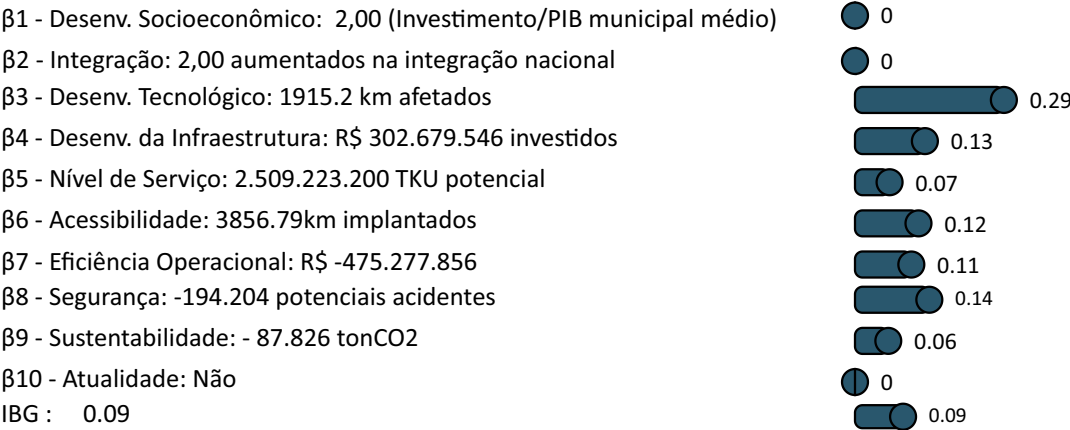 β1 - Desenv. Socioeconômico: 2,00 (Investimento/PIB municipal médio) 0
β2 - Integração: 2,00 aumentados na integração nacional 0
β3 - Desenv. Tecnológico: 1915.2 km afetados 0.29
β4 - Desenv. da Infraestrutura: R$ 302.679.546 investidos 0.13
β5 - Nível de Serviço: 2.509.223.200 TKU potencial 0.07
β6 - Acessibilidade: 3856.79km implantados 0.12
β7 - Eficiência Operacional: R$ -475.277.856 0.11
β8 - Segurança: -194.204 potenciais acidentes 0.14
β9 - Sustentabilidade: - 87.826 tonCO2 0.06
β10 - Atualidade: Não 0
IBG : 0.09 0.09